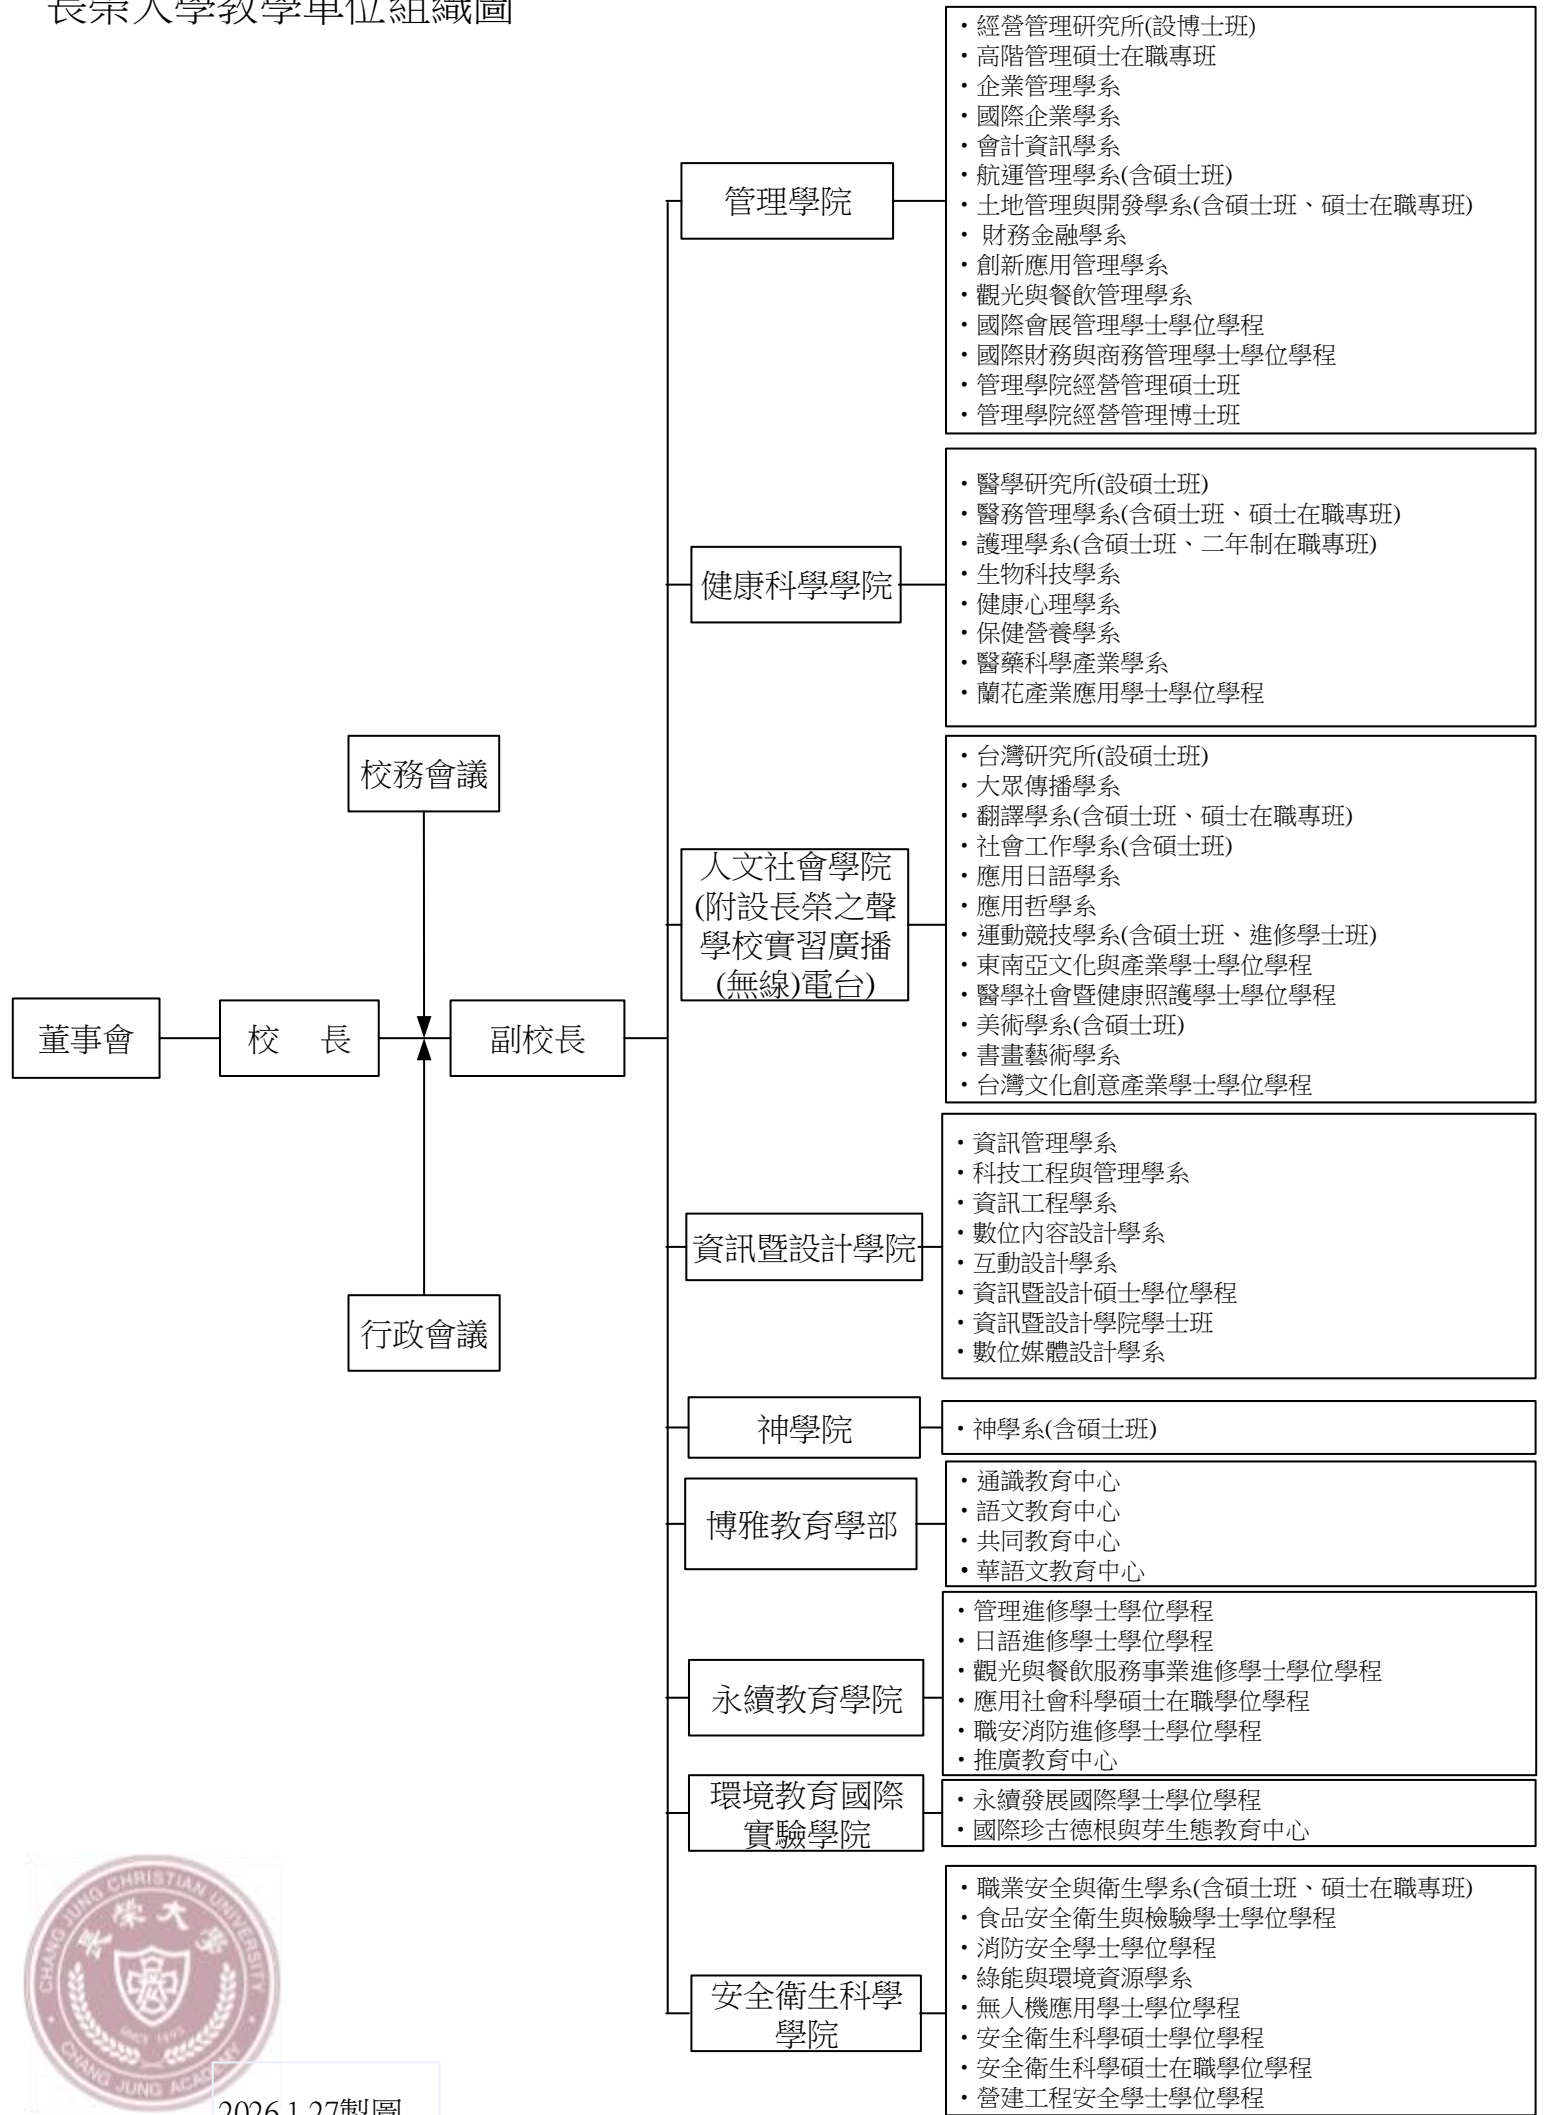 長榮大學教學單位組織圖
董事會
校　長
校務會議
行政會議
副校長
管理學院
・經營管理研究所(設博士班)
・高階管理碩士在職專班
・企業管理學系
・國際企業學系
・會計資訊學系
・航運管理學系(含碩士班)
・土地管理與開發學系(含碩士班、碩士在職專班)
・ 財務金融學系
・創新應用管理學系
・觀光與餐飲管理學系
・國際會展管理學士學位學程
・國際財務與商務管理學士學位學程
・管理學院經營管理碩士班
・管理學院經營管理博士班
健康科學學院
・醫學研究所(設碩士班)
・醫務管理學系(含碩士班、碩士在職專班)
・護理學系(含碩士班、二年制在職專班)
・生物科技學系
・健康心理學系
・保健營養學系
・醫藥科學產業學系
・蘭花產業應用學士學位學程
人文社會學院
(附設長榮之聲
學校實習廣播
(無線)電台)
・台灣研究所(設碩士班)
・大眾傳播學系
・翻譯學系(含碩士班、碩士在職專班)
・社會工作學系(含碩士班)
・應用日語學系
・應用哲學系
・運動競技學系(含碩士班、進修學士班)
・東南亞文化與產業學士學位學程
・醫學社會暨健康照護學士學位學程
・美術學系(含碩士班)
・書畫藝術學系
・台灣文化創意產業學士學位學程
資訊暨設計學院
・資訊管理學系
・科技工程與管理學系
・資訊工程學系
・數位內容設計學系
・互動設計學系
・資訊暨設計碩士學位學程
・資訊暨設計學院學士班
・數位媒體設計學系
神學院
・神學系(含碩士班)
博雅教育學部
・通識教育中心
・語文教育中心
・共同教育中心
・華語文教育中心
永續教育學院
・管理進修學士學位學程
・日語進修學士學位學程
・觀光與餐飲服務事業進修學士學位學程
・應用社會科學碩士在職學位學程
・職安消防進修學士學位學程
・推廣教育中心
環境教育國際
實驗學院
・永續發展國際學士學位學程
・國際珍古德根與芽生態教育中心
安全衛生科學
學院
・職業安全與衛生學系(含碩士班、碩士在職專班)
・食品安全衛生與檢驗學士學位學程
・消防安全學士學位學程
・綠能與環境資源學系
・無人機應用學士學位學程
・安全衛生科學碩士學位學程
・安全衛生科學碩士在職學位學程
・營建工程安全學士學位學程
CHANG JUNG CHRISTIAN UNIVERSITY
長榮大學
SINCE 1993
CHANG JUNG ACADEMY
2026.1.27製圖